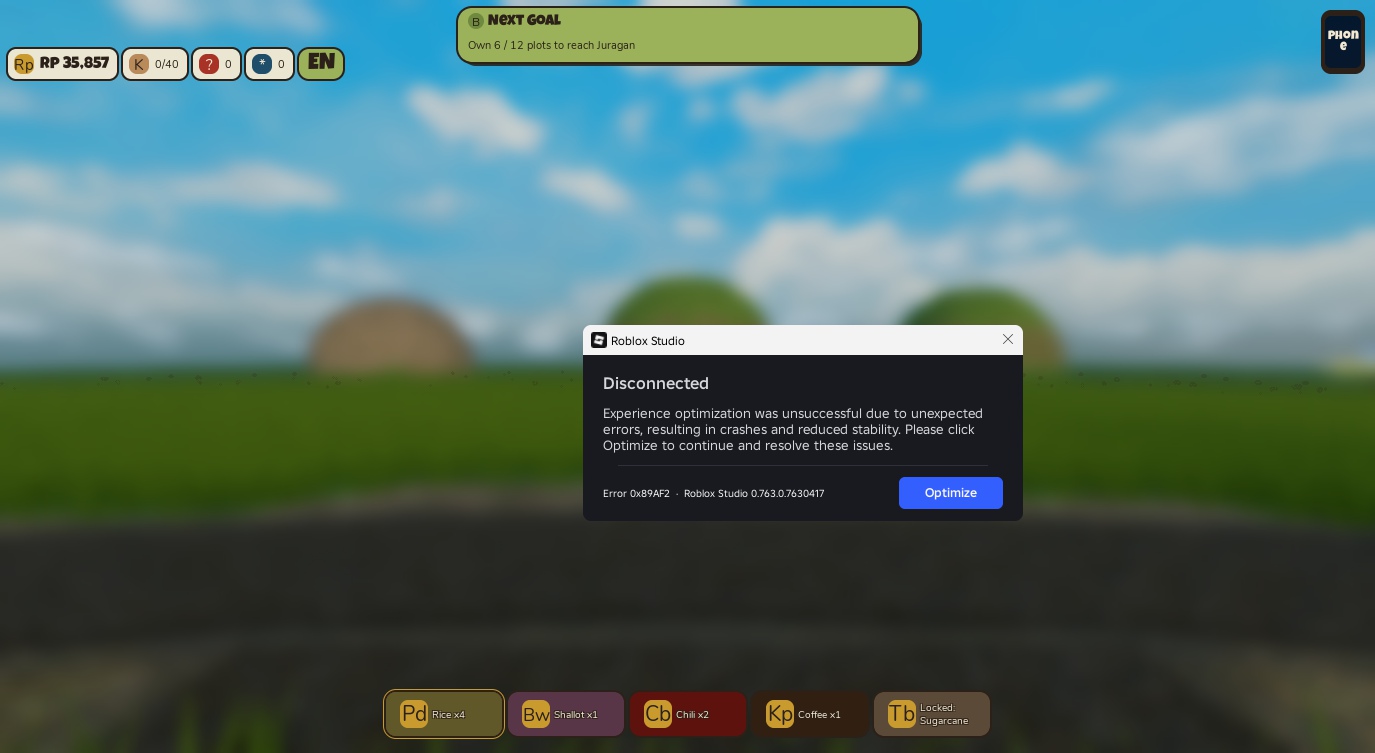 B NEXT GOAL
Own 6 / 12 plots to reach Juragan
Rp RP 35,857
K 0/40
? 0
* 0
EN
PHON
E
Roblox Studio
Disconnected
Experience optimization was unsuccessful due to unexpected
errors, resulting in crashes and reduced stability. Please click
Optimize to continue and resolve these issues.
Error 0x89AF2 · Roblox Studio 0.763.0.7630417
Optimize
Pd Rice x4
Bw Shallot x1
Cb Chili x2
Kp Coffee x1
Tb Locked:
Sugarcane